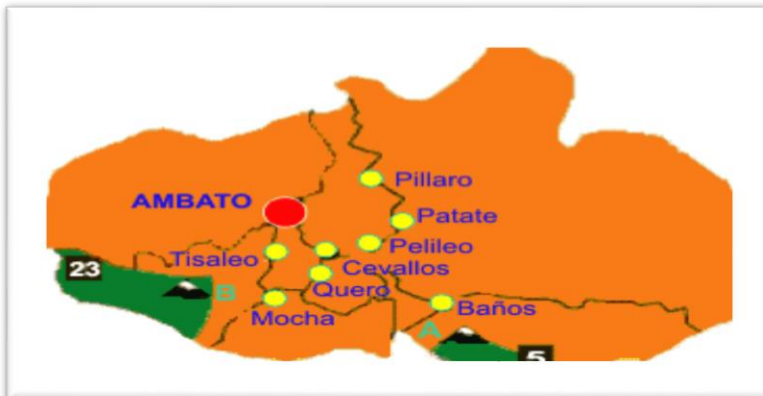 Pillaro
AMBATO
Patate
Pelileo
Tisaleo
Cevallos
23
Quero
B
Baños
Mocha
A
5